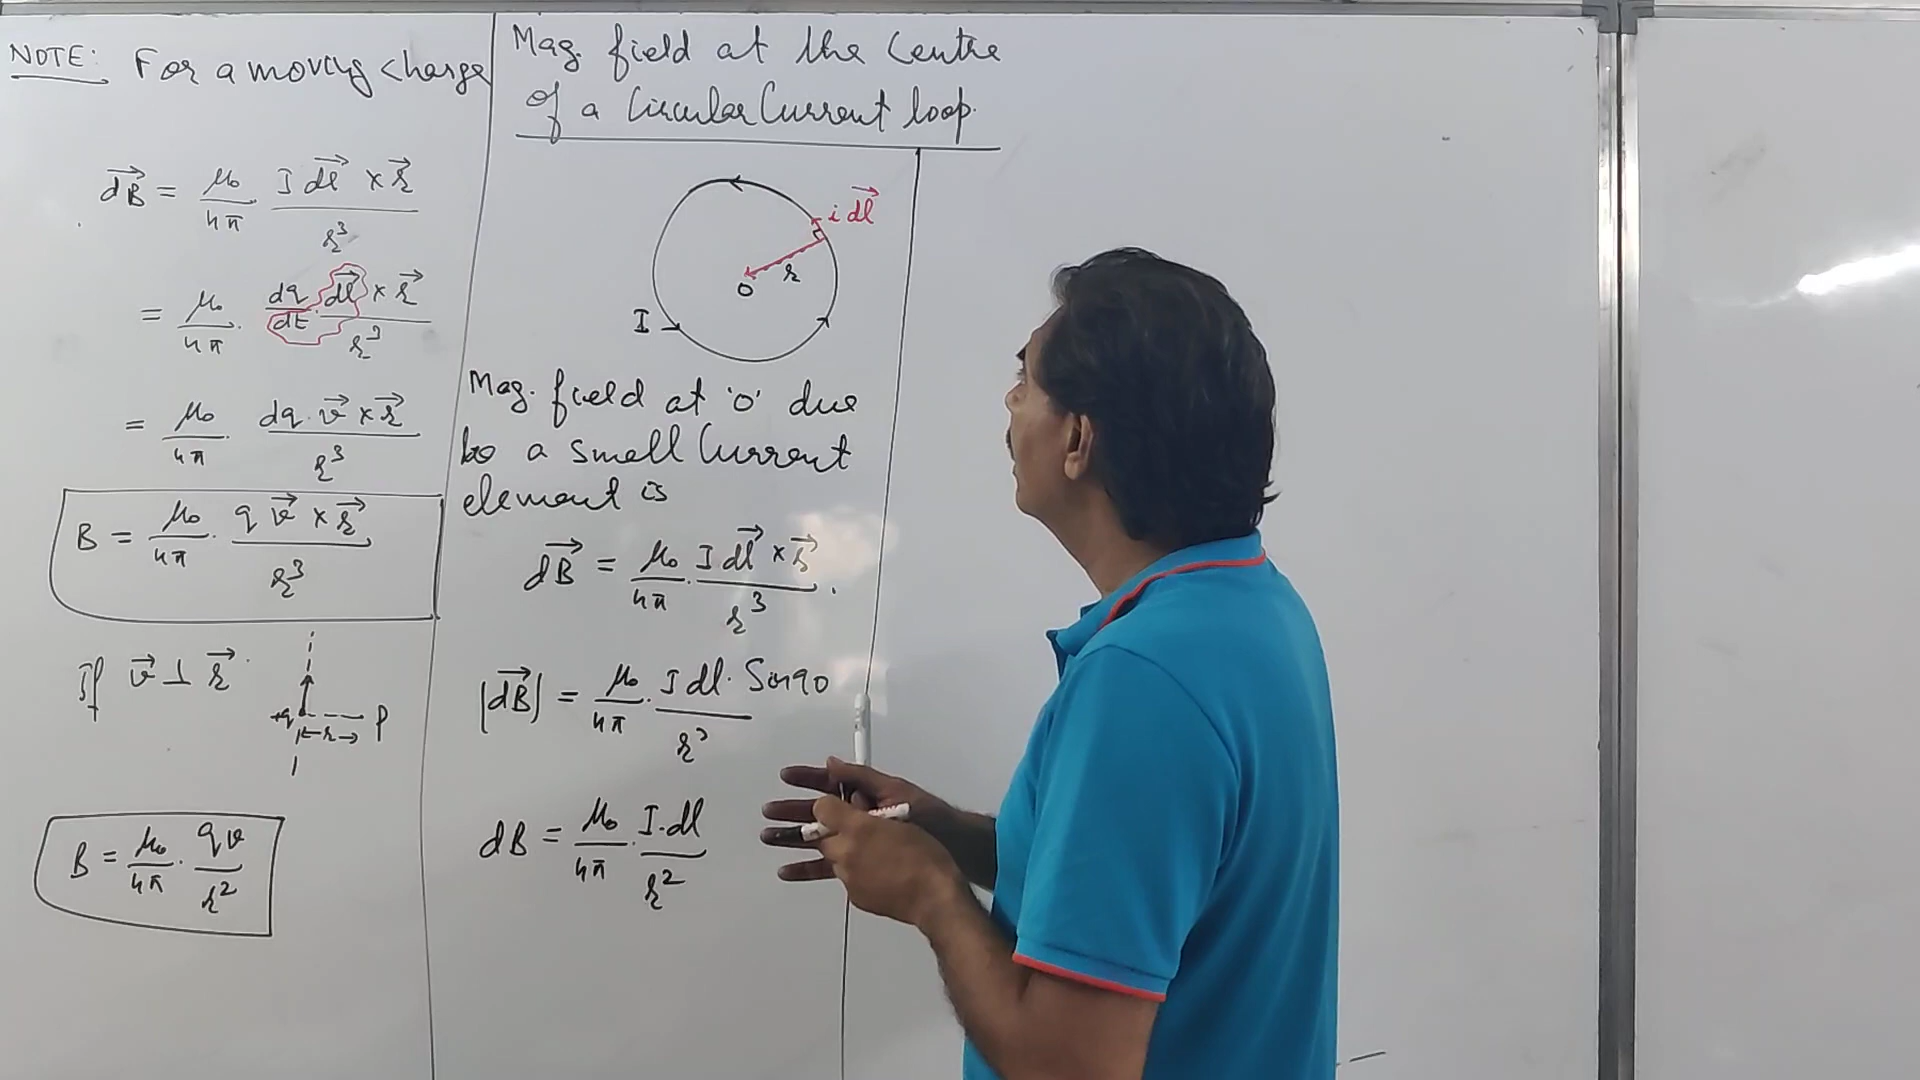 NOTE: For a moving charge
dB⃗ = μ₀/4π I dl⃗ × r⃗ / r³
= μ₀/4π · dq/dt · dl⃗ × r⃗ / r³
= μ₀/4π · dq · v⃗ × r⃗ / r³
B = μ₀/4π · q v⃗ × r⃗ / r³
If v⃗ ⊥ r⃗
+q
r
P
B = μ₀/4π · qv / r²
Mag. field at the Centre
of a Circular Current loop.
i dl⃗
r
O
I
Mag. field at 'O' due
to a small Current
element is
dB⃗ = μ₀/4π · I dl⃗ × r⃗ / r³ .
|dB⃗| = μ₀/4π · I dl · Sin90 / r²
dB = μ₀/4π · I·dl / r²